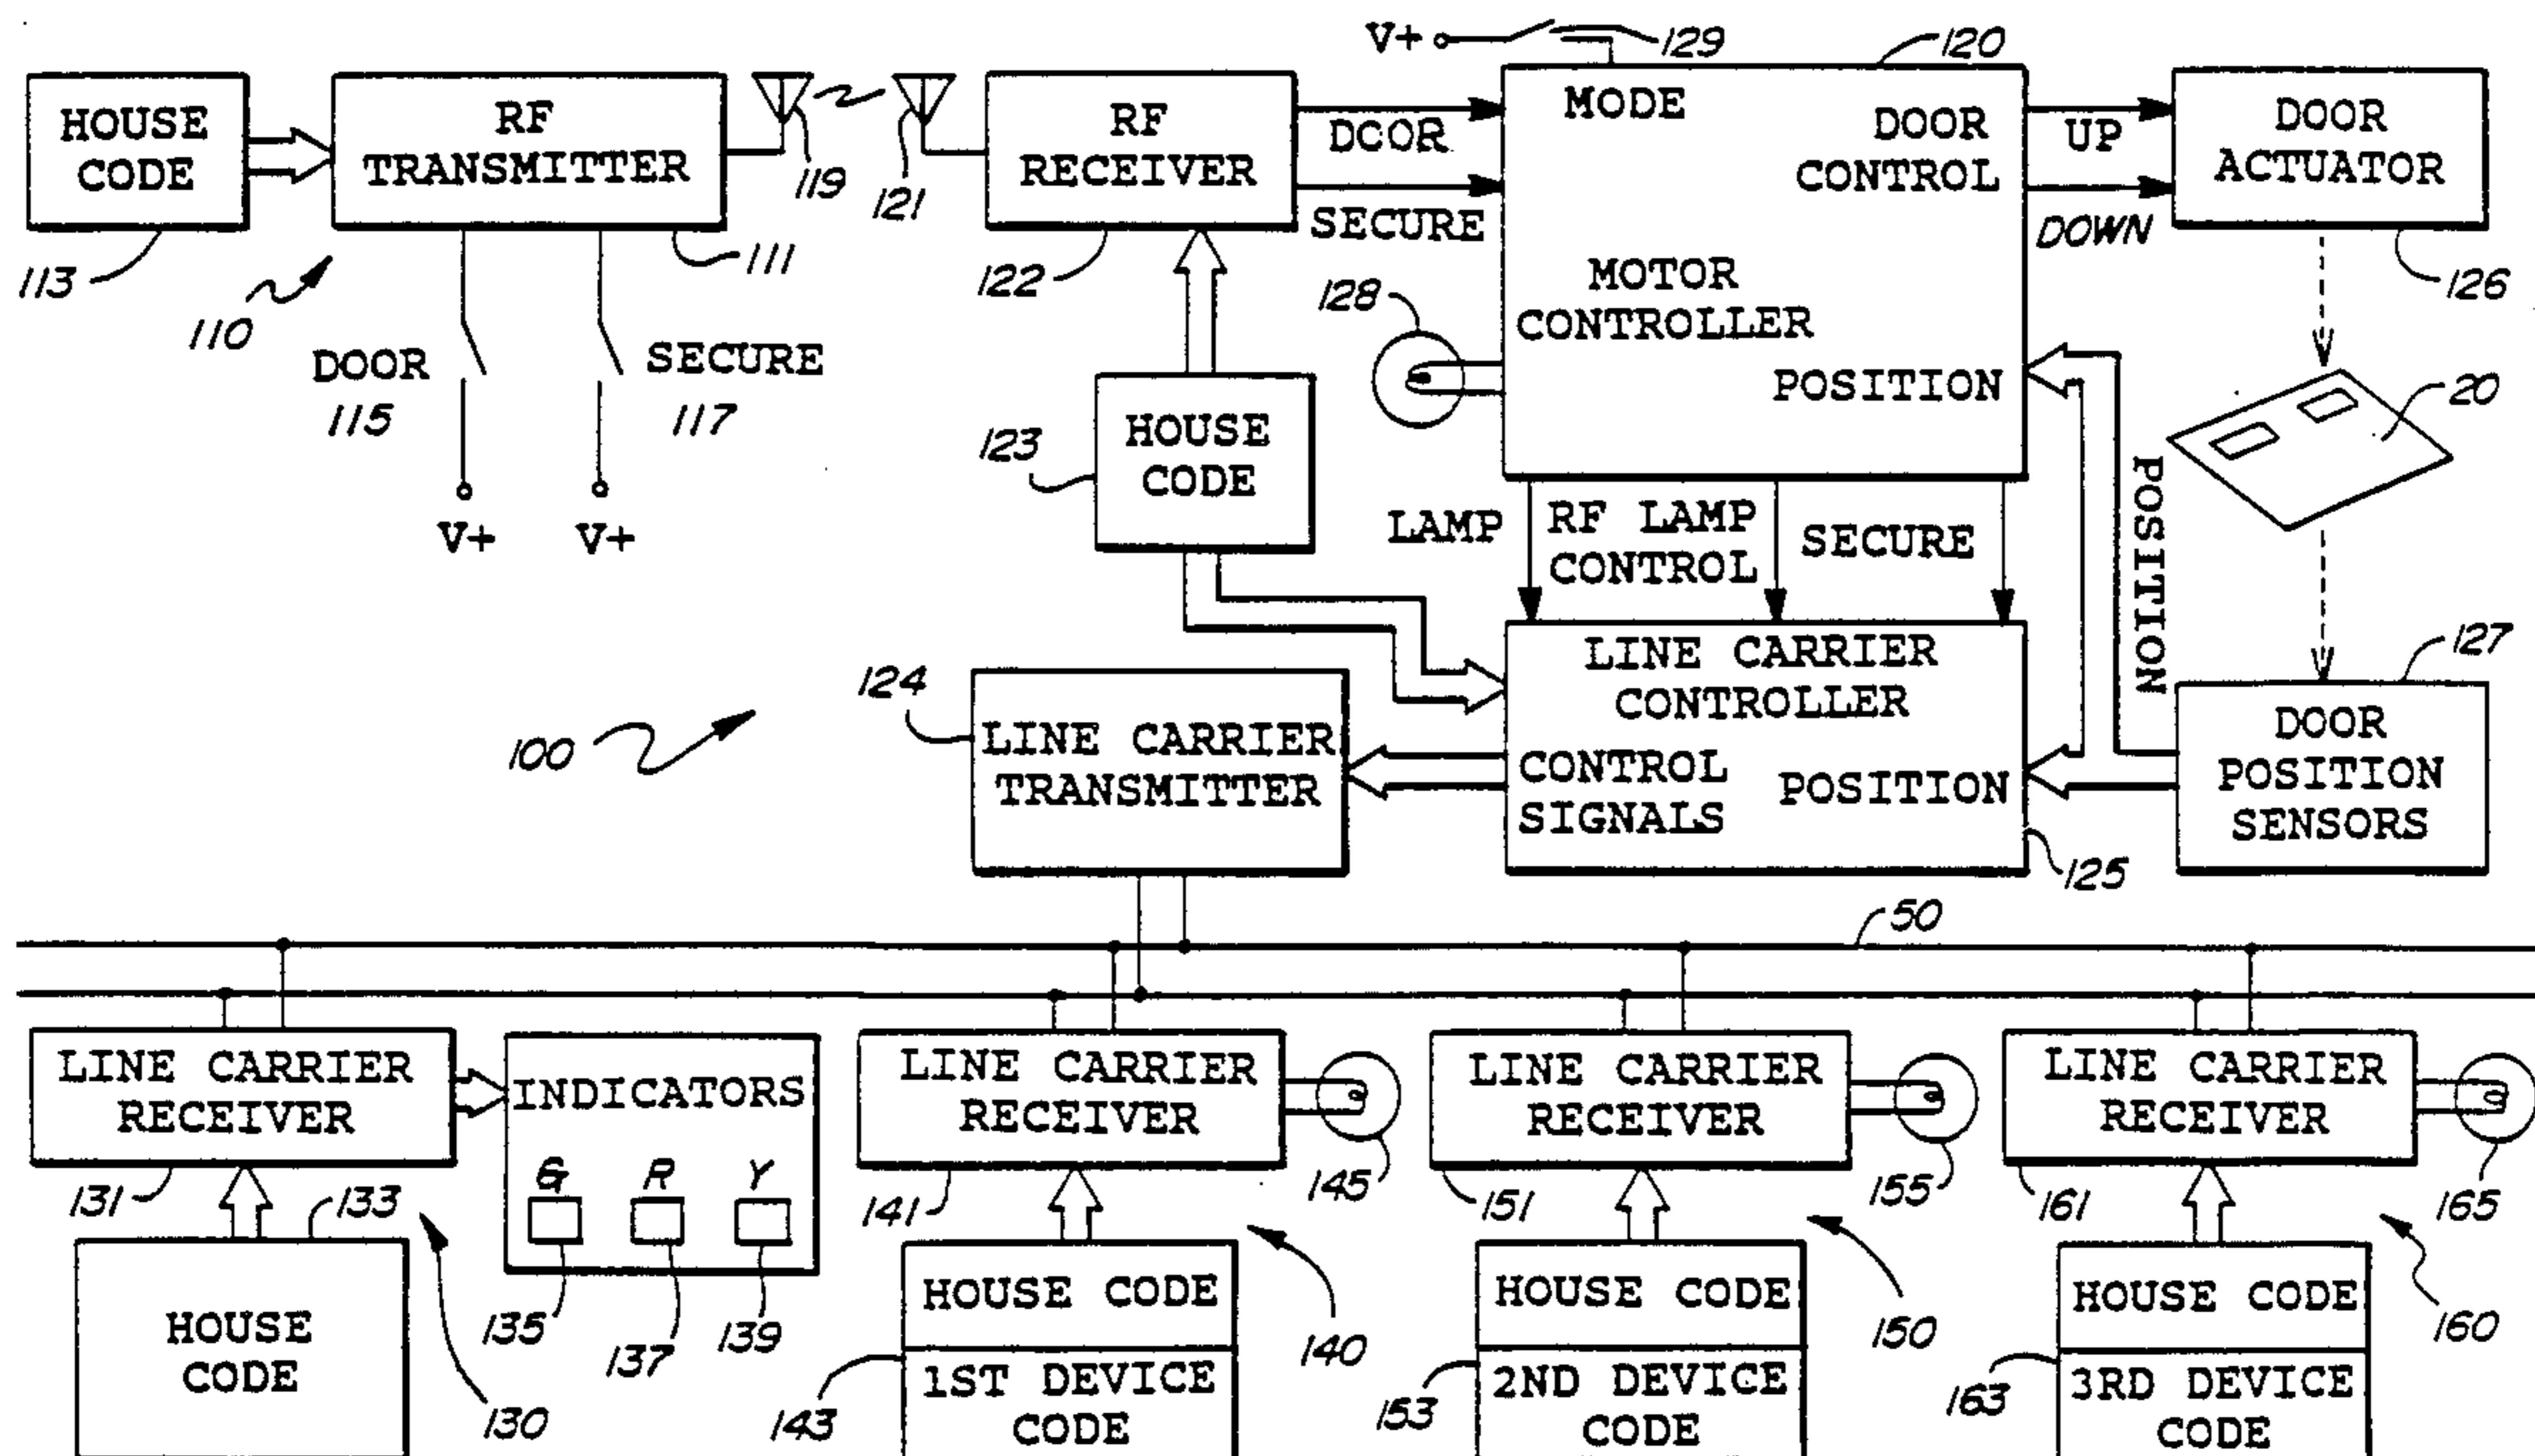 V+ 129 120
HOUSE CODE
113
RF TRANSMITTER
111
110
119
121
RF RECEIVER
122
DOOR
SECURE
MODE
DOOR CONTROL
MOTOR CONTROLLER
POSITION
UP
DOWN
DOOR ACTUATOR
126
DOOR
115
SECURE
117
V+ V+
128
HOUSE CODE
123
20
LAMP
RF LAMP CONTROL
SECURE
POSITION
100
124
LINE CARRIER TRANSMITTER
LINE CARRIER CONTROLLER
CONTROL SIGNALS
POSITION
125
127
DOOR POSITION SENSORS
50
LINE CARRIER RECEIVER
131
133
INDICATORS
G R Y
135 137 139
HOUSE CODE
130
LINE CARRIER RECEIVER
141
145
HOUSE CODE
1ST DEVICE CODE
143
140
LINE CARRIER RECEIVER
151
155
HOUSE CODE
2ND DEVICE CODE
153
150
LINE CARRIER RECEIVER
161
165
HOUSE CODE
3RD DEVICE CODE
163
160